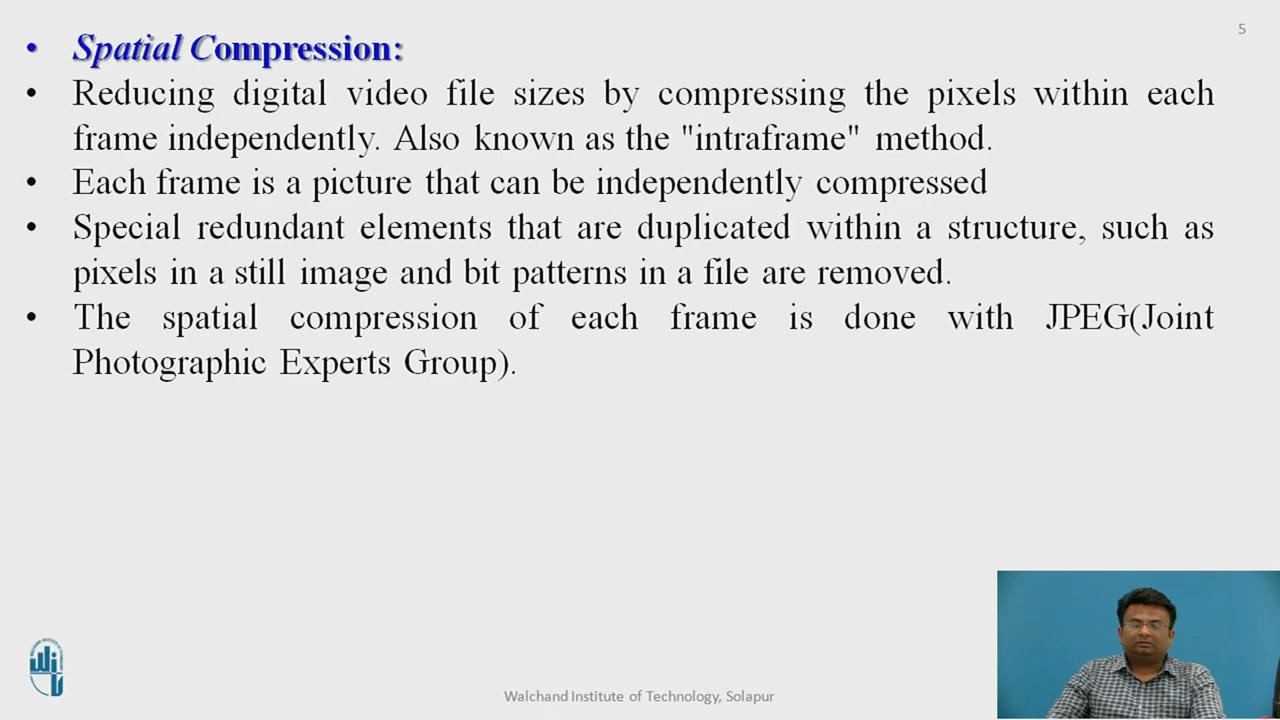 5
• Spatial Compression:
• Reducing digital video file sizes by compressing the pixels within each
frame independently. Also known as the "intraframe" method.
• Each frame is a picture that can be independently compressed
• Special redundant elements that are duplicated within a structure, such as
pixels in a still image and bit patterns in a file are removed.
• The spatial compression of each frame is done with JPEG(Joint
Photographic Experts Group).
Walchand Institute of Technology, Solapur